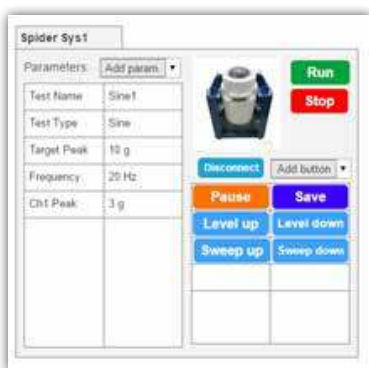 Spider Sys1
Parameters Add param.
Test Name Sine1
Test Type Sine
Target Peak 10 g
Frequency 20 Hz
Ch1 Peak 3 g
Run
Stop
Disconnect Add button
Pause Save
Level up Level down
Sweep up Sweep down